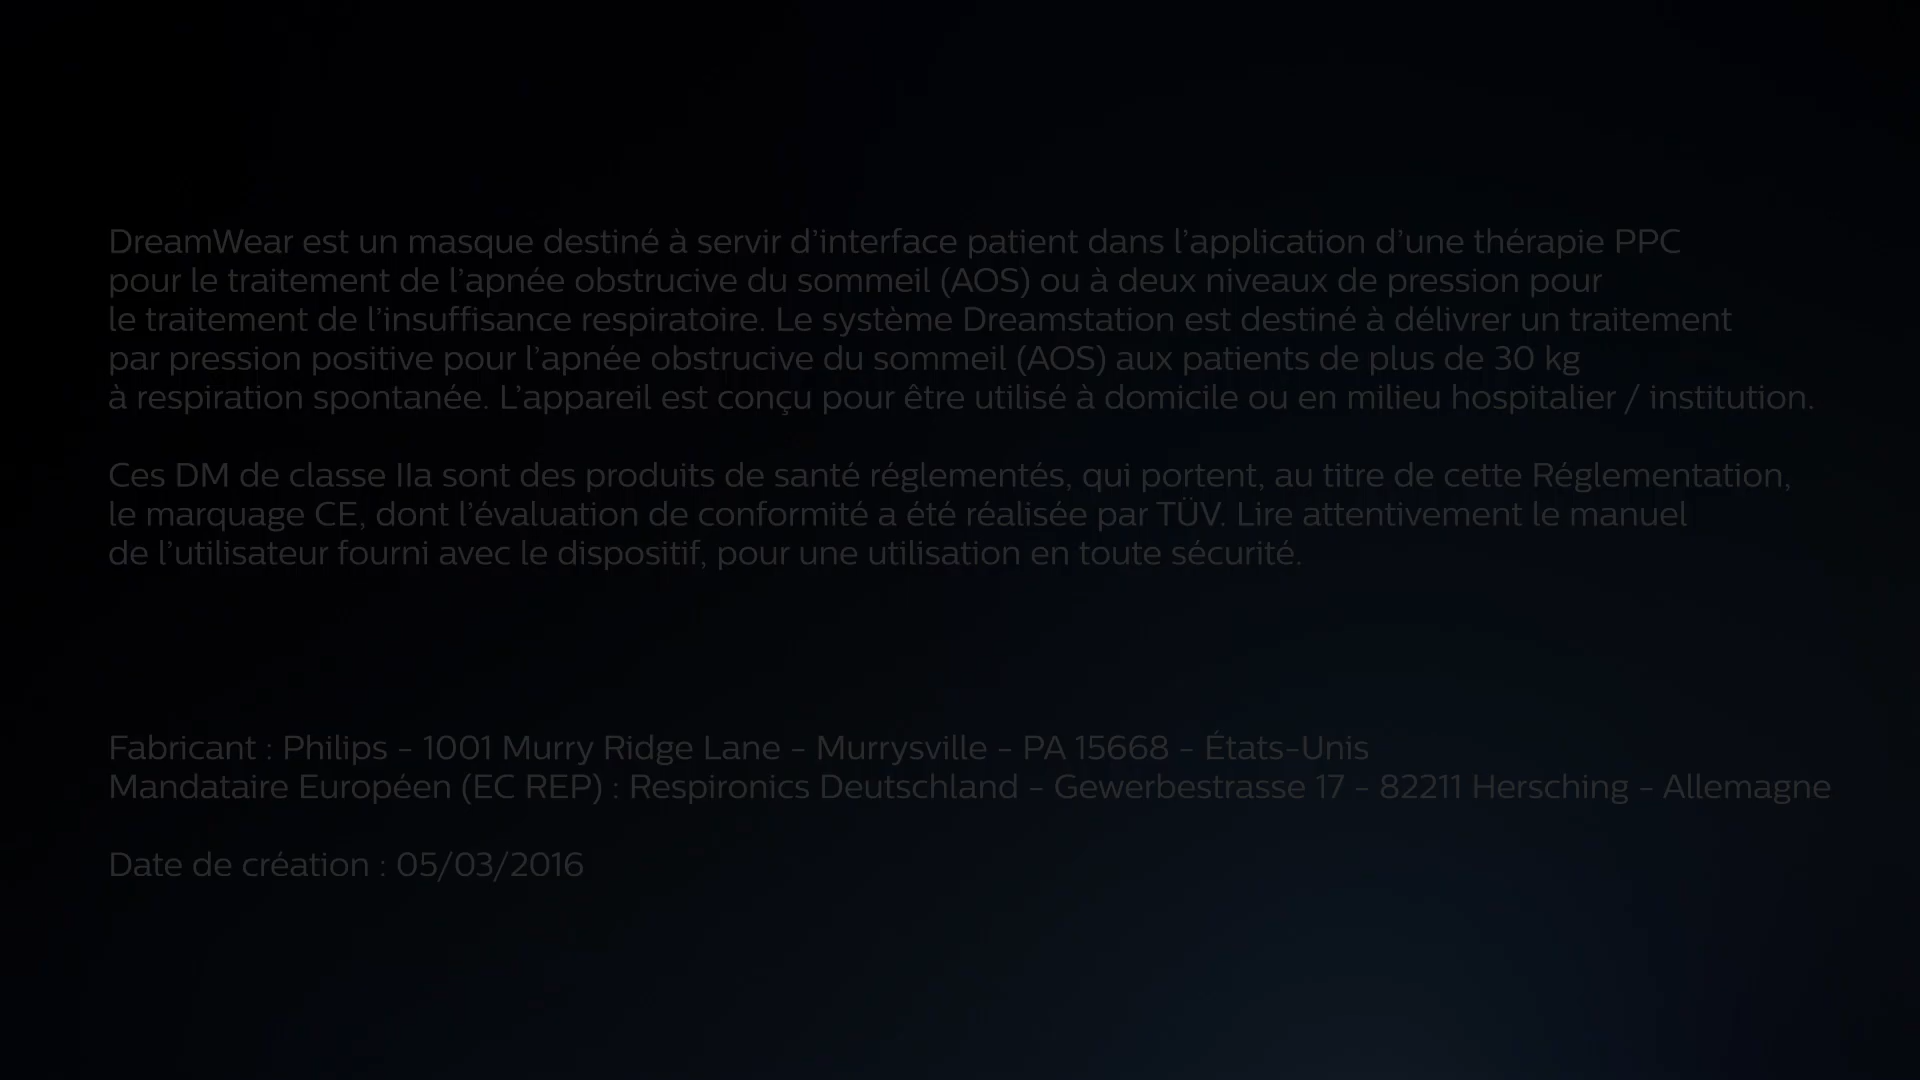 DreamWear est un masque destiné à servir d’interface patient dans l’application d’une thérapie PPC
pour le traitement de l’apnée obstrucive du sommeil (AOS) ou à deux niveaux de pression pour
le traitement de l’insuffisance respiratoire. Le système Dreamstation est destiné à délivrer un traitement
par pression positive pour l’apnée obstrucive du sommeil (AOS) aux patients de plus de 30 kg
à respiration spontanée. L’appareil est conçu pour être utilisé à domicile ou en milieu hospitalier / institution.
Ces DM de classe IIa sont des produits de santé réglementés, qui portent, au titre de cette Réglementation,
le marquage CE, dont l’évaluation de conformité a été réalisée par TÜV. Lire attentivement le manuel
de l’utilisateur fourni avec le dispositif, pour une utilisation en toute sécurité.
Fabricant : Philips - 1001 Murry Ridge Lane - Murrysville - PA 15668 - États-Unis
Mandataire Européen (EC REP) : Respironics Deutschland - Gewerbestrasse 17 - 82211 Hersching - Allemagne
Date de création : 05/03/2016